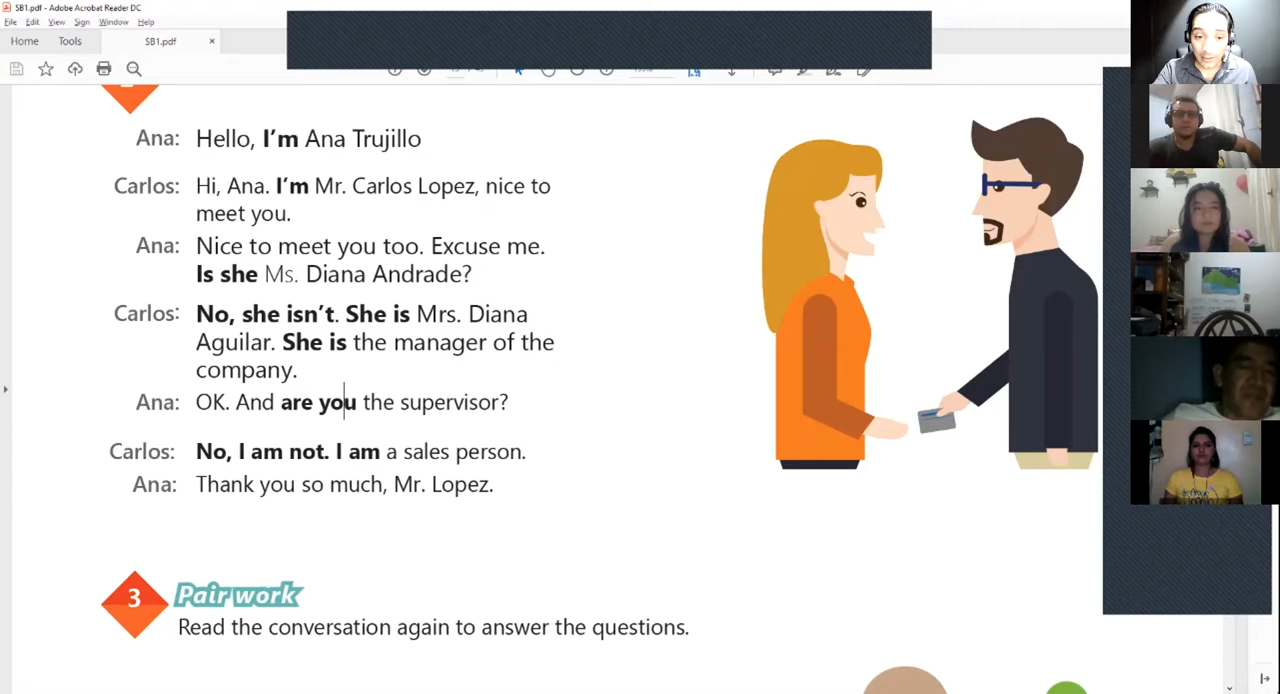 SB1.pdf - Adobe Acrobat Reader DC
File Edit View Sign Window Help
Home Tools SB1.pdf ×
Ana: Hello, I'm Ana Trujillo
Carlos: Hi, Ana. I'm Mr. Carlos Lopez, nice to
meet you.
Ana: Nice to meet you too. Excuse me.
Is she Ms. Diana Andrade?
Carlos: No, she isn't. She is Mrs. Diana
Aguilar. She is the manager of the
company.
Ana: OK. And are you the supervisor?
Carlos: No, I am not. I am a sales person.
Ana: Thank you so much, Mr. Lopez.
3 Pair work
Read the conversation again to answer the questions.